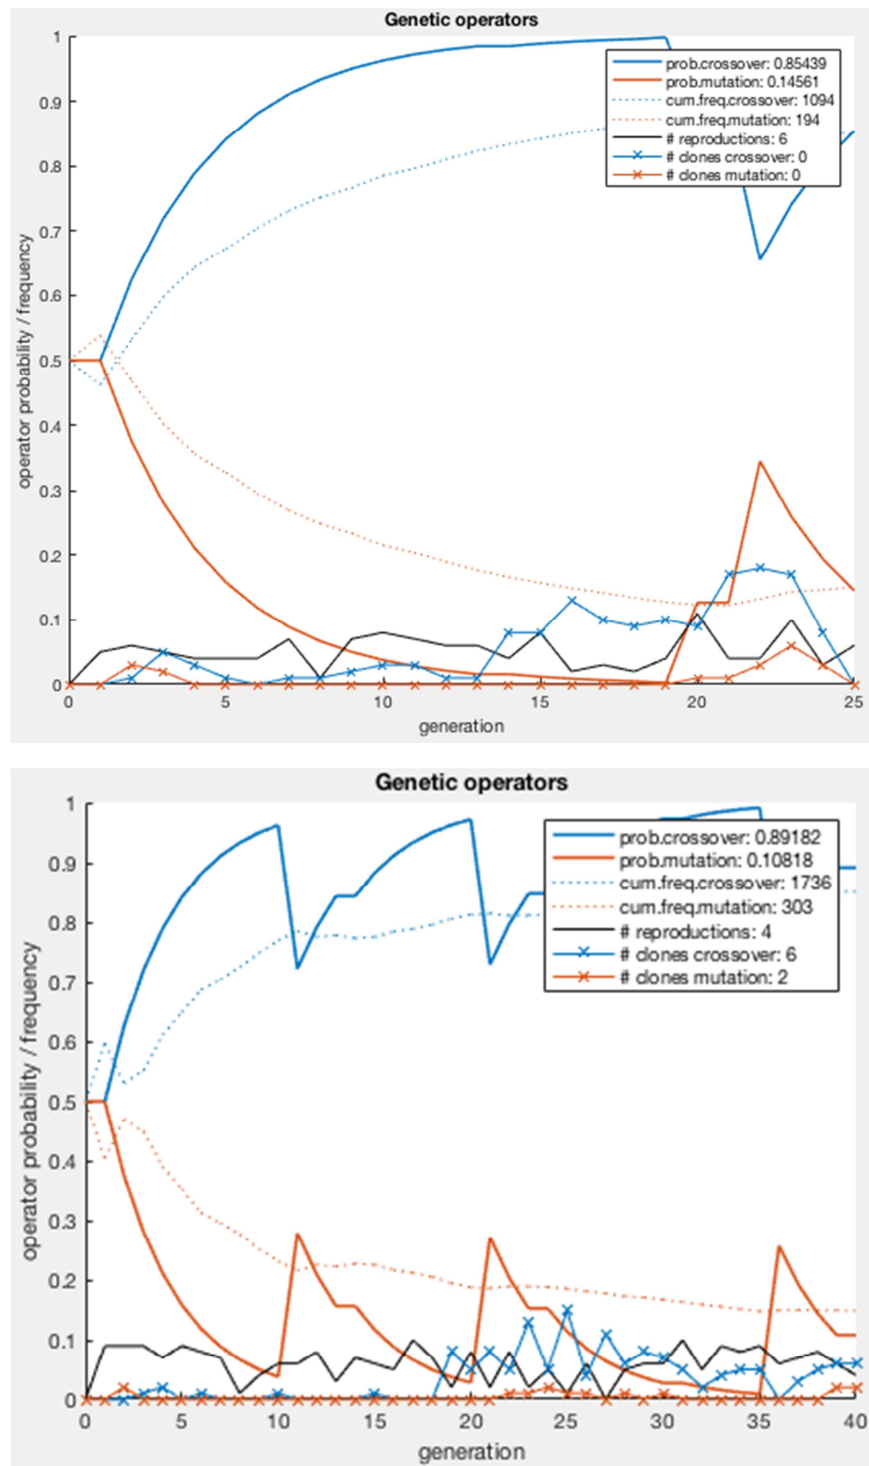 Genetic operators
1
0.9
0.8
0.7
0.6
0.5
0.4
0.3
0.2
0.1
0
operator probability / frequency
prob.crossover: 0.85439
prob.mutation: 0.14561
cum.freq.crossover: 1094
cum.freq.mutation: 194
# reproductions: 6
# clones crossover: 0
# clones mutation: 0
0 5 10 15 20 25
generation
Genetic operators
1
0.9
0.8
0.7
0.6
0.5
0.4
0.3
0.2
0.1
0
operator probability / frequency
prob.crossover: 0.89182
prob.mutation: 0.10818
cum.freq.crossover: 1736
cum.freq.mutation: 303
# reproductions: 4
# clones crossover: 6
# clones mutation: 2
0 5 10 15 20 25 30 35 40
generation